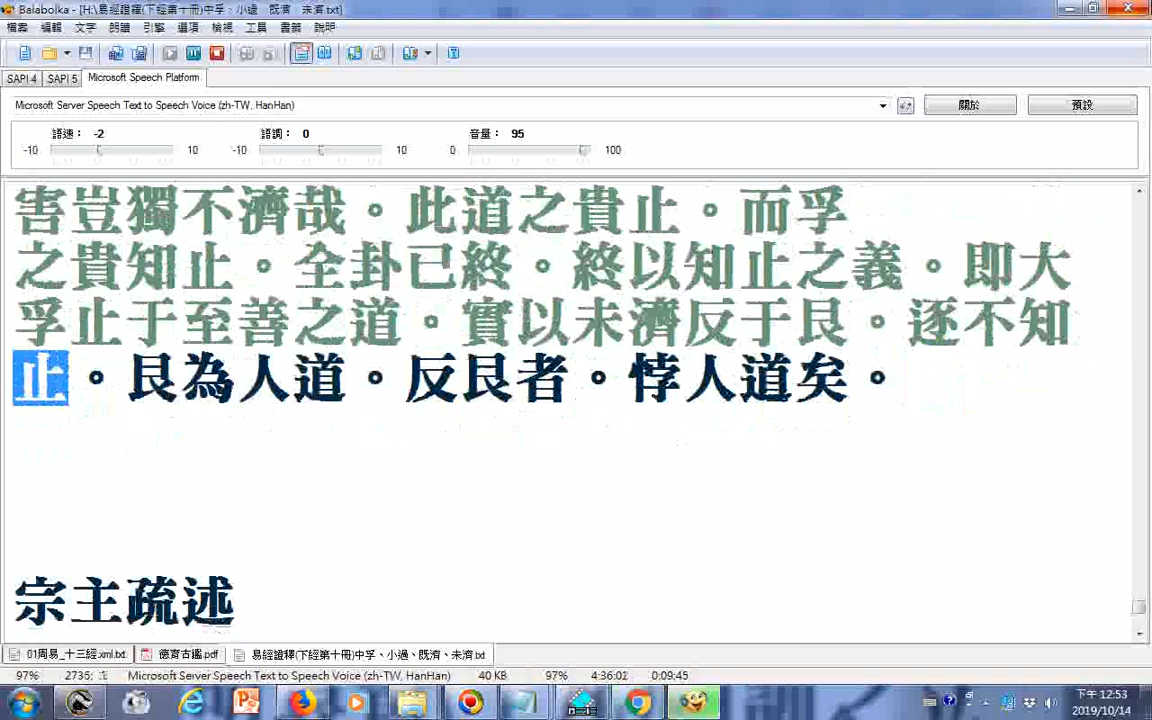 Balabolka - [H:\易經證釋(下經第十冊)中孚、小過、既濟、未濟.txt]
檔案 編輯 文字 朗讀 引擎 選項 檢視 工具 書籤 說明
SAPI 4 SAPI 5 Microsoft Speech Platform
Microsoft Server Speech Text to Speech Voice (zh-TW, HanHan) 關於 預設
語速： -2 語調： 0 音量： 95
-10 10 -10 10 0 100
害豈獨不濟哉。此道之貴止。而孚
之貴知止。全卦已終。終以知止之義。即大
孚止于至善之道。實以未濟反于艮。逐不知
止。艮為人道。反艮者。悖人道矣。
宗主疏述
01周易_十三經.xml.txt 德育古鑑.pdf 易經證釋(下經第十冊)中孚、小過、既濟、未濟.txt
97% 2735: Microsoft Server Speech Text to Speech Voice (zh-TW, HanHan) 40 KB 97% 4:36:02 0:09:45
下午 12:53
2019/10/14